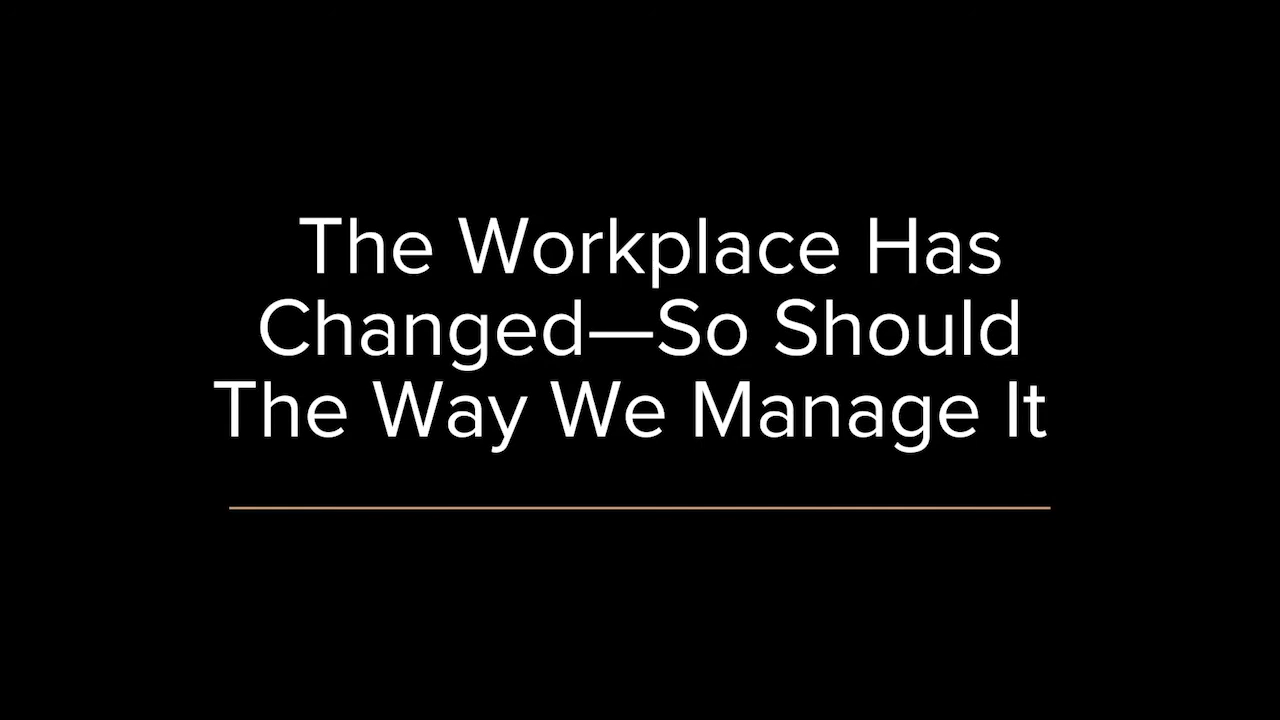 The Workplace Has
Changed—So Should
The Way We Manage It